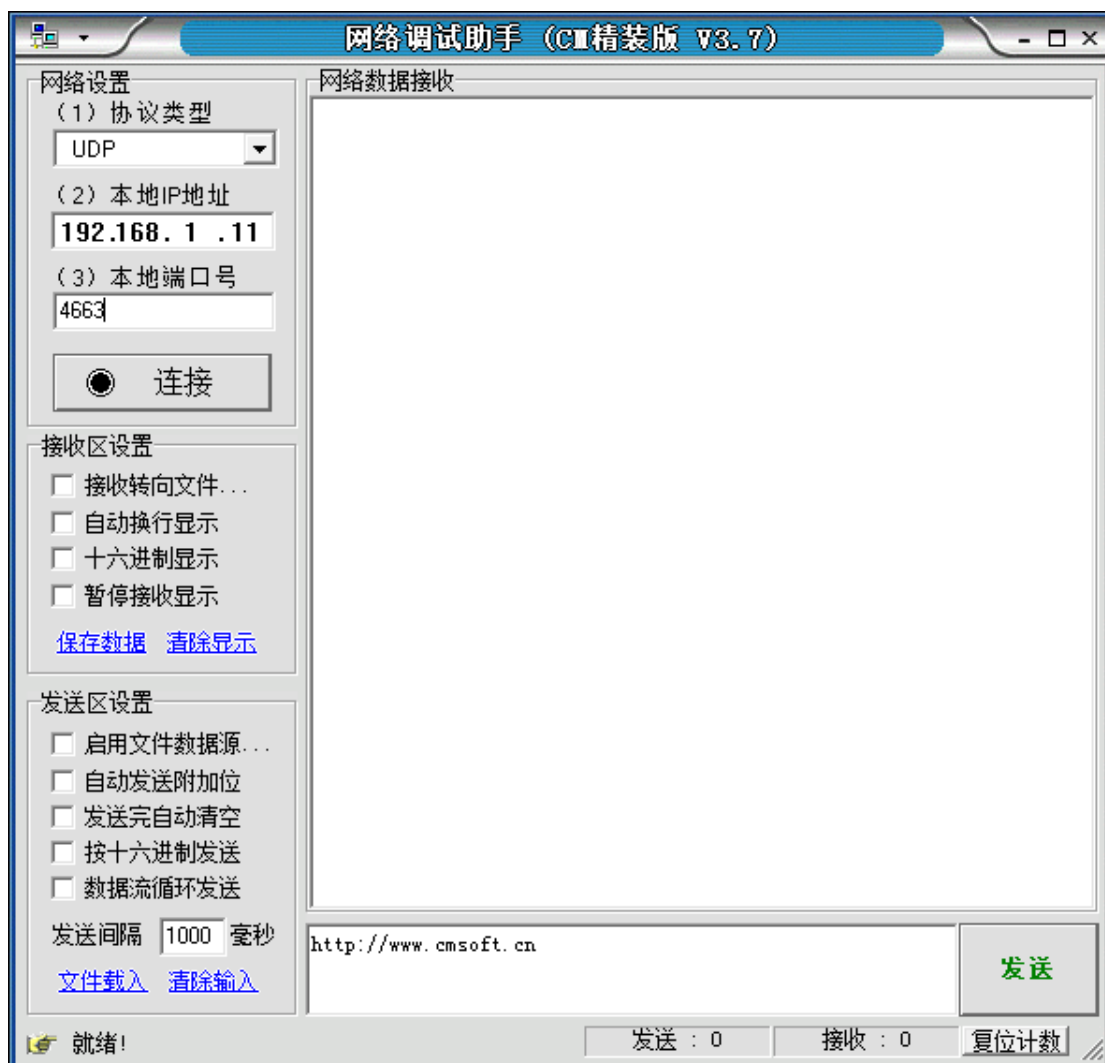 网络调试助手 (CM精装版 V3.7)
网络设置
(1) 协议类型
UDP
(2) 本地IP地址
192.168. 1 .11
(3) 本地端口号
4663
连接
接收区设置
接收转向文件...
自动换行显示
十六进制显示
暂停接收显示
保存数据 清除显示
发送区设置
启用文件数据源...
自动发送附加位
发送完自动清空
按十六进制发送
数据流循环发送
发送间隔 1000 毫秒
文件载入 清除输入
网络数据接收
http://www.cmsoft.cn
发送
就绪!
发送 : 0
接收 : 0
复位计数